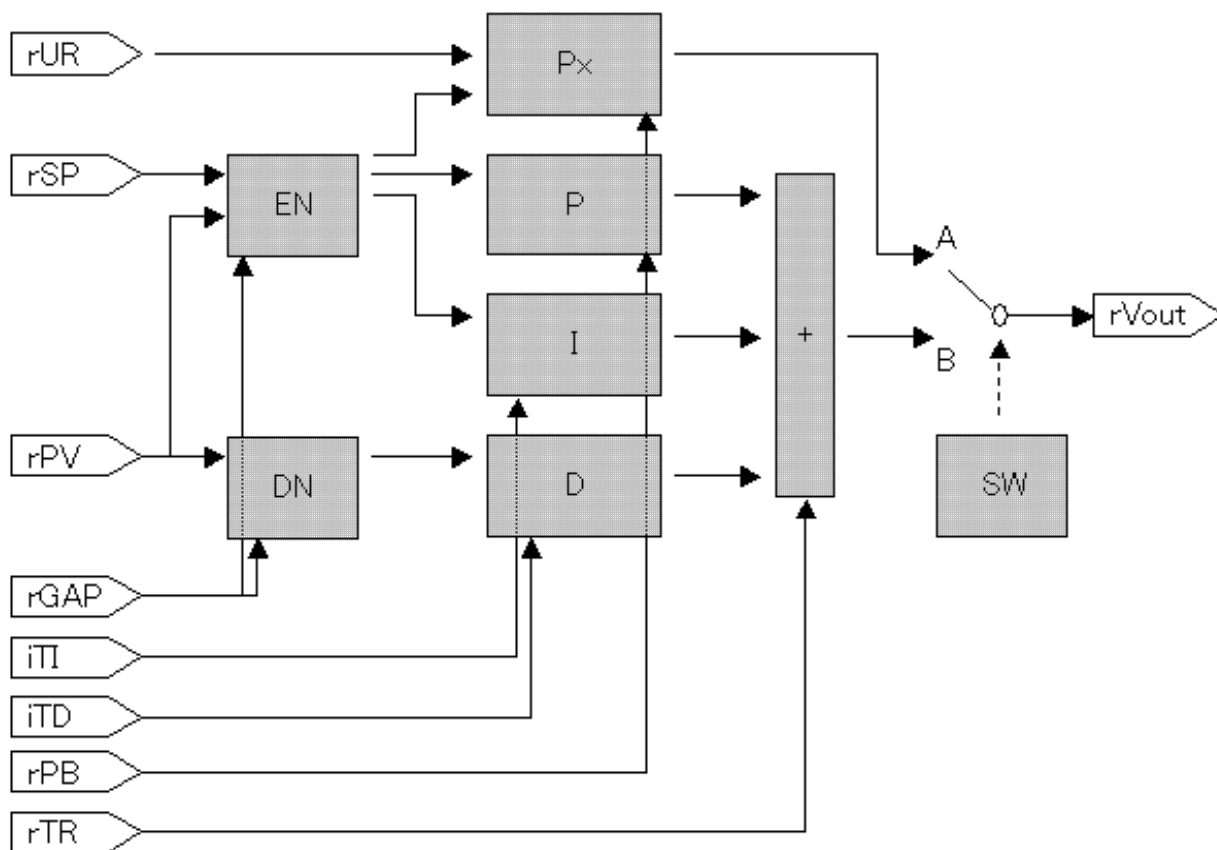 rUR
Px
rSP
EN
P
A
I
+
rVout
B
rPV
DN
D
SW
rGAP
iTI
iTD
rPB
rTR